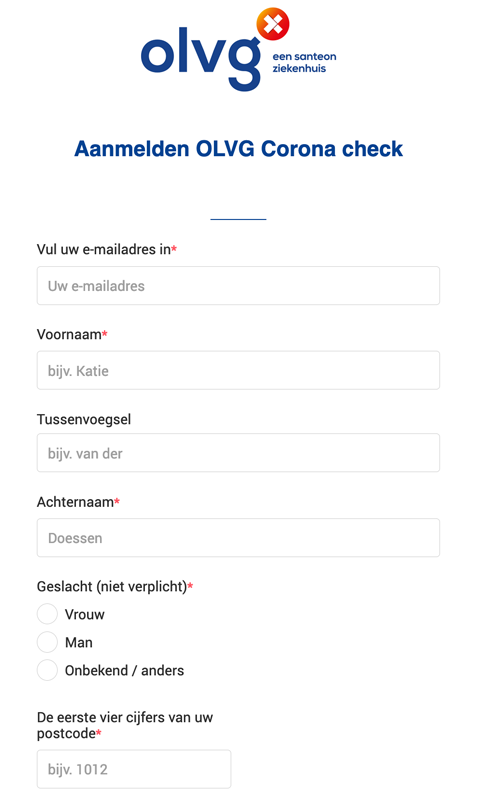 olvg
een santeon
ziekenhuis
Aanmelden OLVG Corona check
Vul uw e-mailadres in*
Uw e-mailadres
Voornaam*
bijv. Katie
Tussenvoegsel
bijv. van der
Achternaam*
Doessen
Geslacht (niet verplicht)*
Vrouw
Man
Onbekend / anders
De eerste vier cijfers van uw
postcode*
bijv. 1012